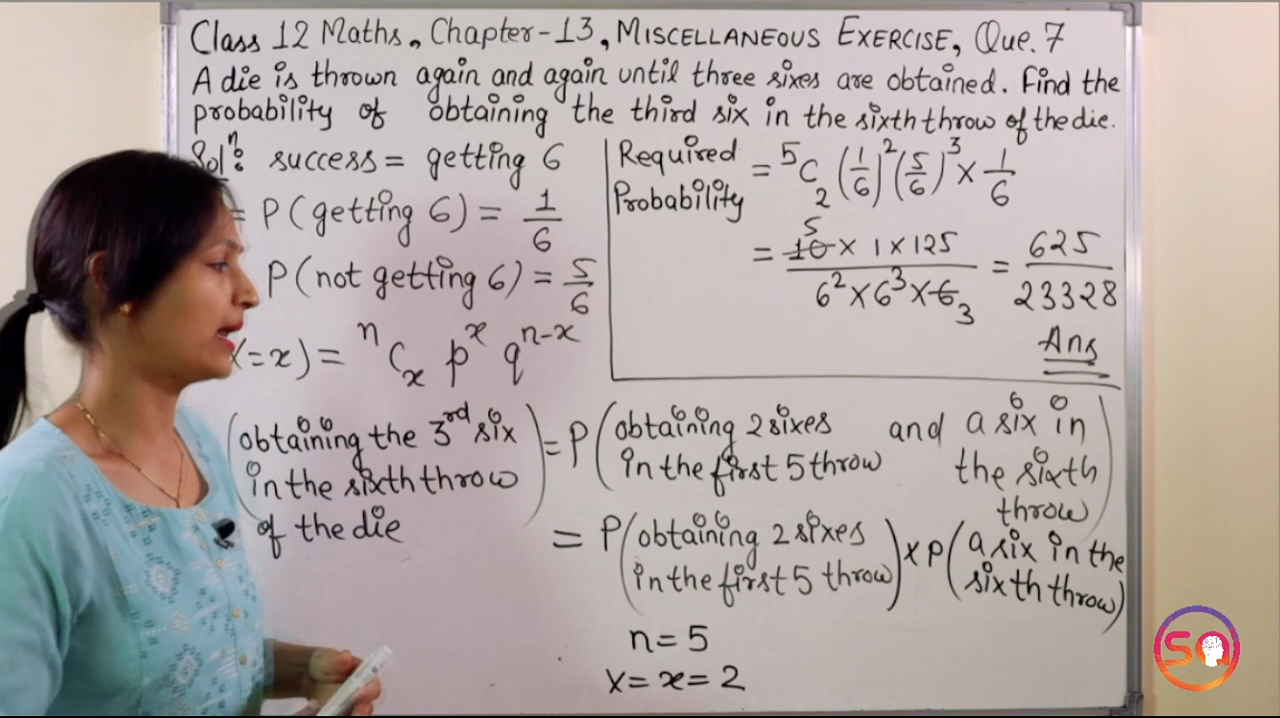 Class 12 Maths, Chapter-13, MISCELLANEOUS EXERCISE, Que. 7
A die is thrown again and again until three sixes are obtained. Find the
probability of obtaining the third six in the sixth throw of the die.
Solⁿ: success = getting 6
= P(getting 6) = 1/6
P(not getting 6) = 5/6
X=x) = ⁿCₓ pˣ qⁿ⁻ˣ
Required Probability = ⁵C₂ (1/6)² (5/6)³ × 1/6
= 10 5 × 1 × 125 / 6² × 6³ × 6 3 = 625 / 23328
Ans
(obtaining the 3rd six in the sixth throw of the die) = P(obtaining 2 sixes in the first 5 throw and a six in the sixth throw)
= P(obtaining 2 sixes in the first 5 throw) × P(a six in the sixth throw)
n = 5
X = x = 2
SQ